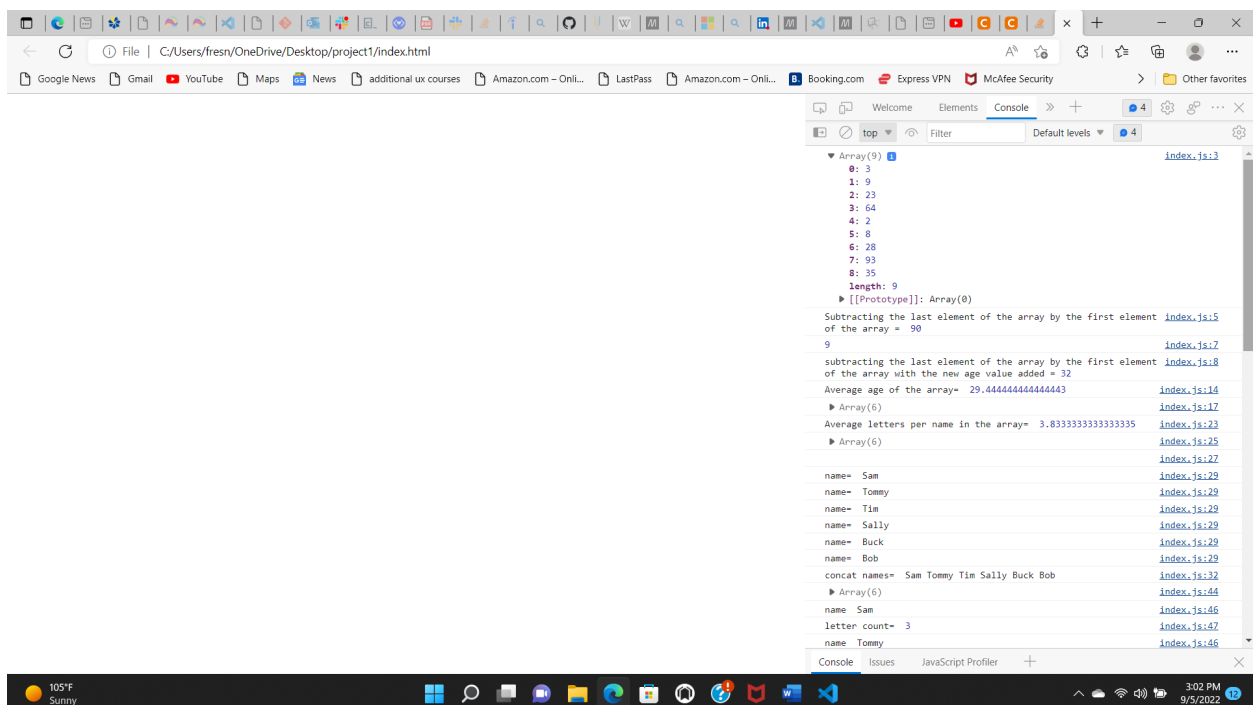 File | C:/Users/fresn/OneDrive/Desktop/project1/index.html
Google News Gmail YouTube Maps News additional ux courses Amazon.com – Onli... LastPass Amazon.com – Onli... Booking.com Express VPN McAfee Security Other favorites
Welcome Elements Console 4
top Filter Default levels 4
Array(9) index.js:3
0: 3
1: 9
2: 23
3: 64
4: 2
5: 8
6: 28
7: 93
8: 35
length: 9
[[Prototype]]: Array(0)
Subtracting the last element of the array by the first element index.js:5
of the array = 90
9 index.js:7
subtracting the last element of the array by the first element index.js:8
of the array with the new age value added = 32
Average age of the array= 29.444444444444443 index.js:14
Array(6) index.js:17
Average letters per name in the array= 3.8333333333333335 index.js:23
Array(6) index.js:25
index.js:27
name= Sam index.js:29
name= Tommy index.js:29
name= Tim index.js:29
name= Sally index.js:29
name= Buck index.js:29
name= Bob index.js:29
concat names= Sam Tommy Tim Sally Buck Bob index.js:32
Array(6) index.js:44
name Sam index.js:46
letter count= 3 index.js:47
name Tommy index.js:46
Console Issues JavaScript Profiler
105°F
Sunny
3:02 PM
9/5/2022
12